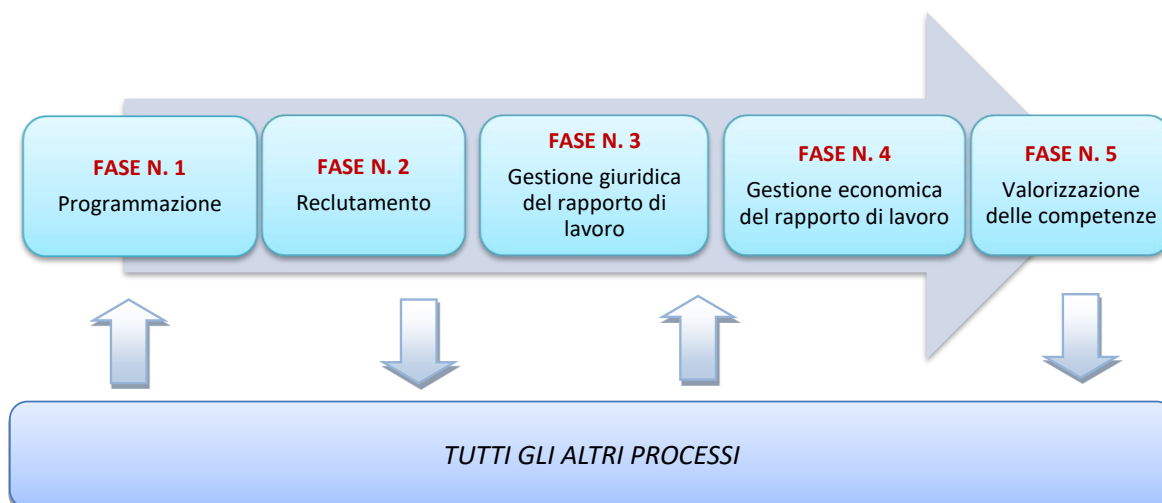 FASE N. 1
Programmazione
FASE N. 2
Reclutamento
FASE N. 3
Gestione giuridica
del rapporto di
lavoro
FASE N. 4
Gestione economica
del rapporto di lavoro
FASE N. 5
Valorizzazione
delle competenze
TUTTI GLI ALTRI PROCESSI